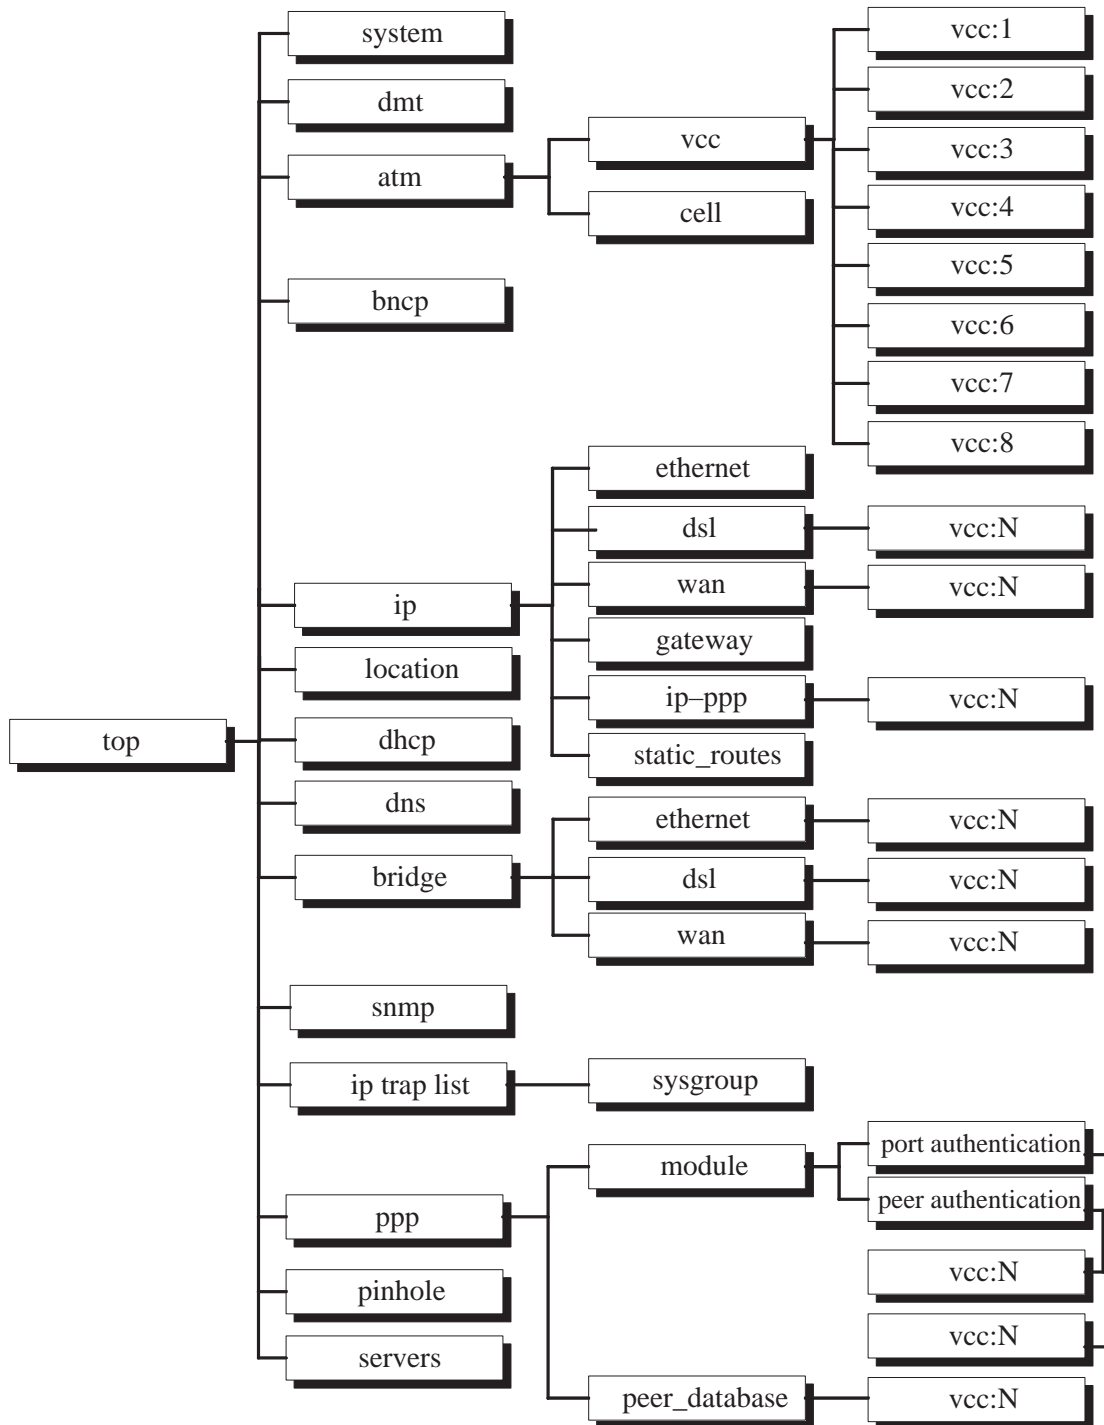 system
vcc:1
dmt
vcc:2
atm
vcc
vcc:3
cell
vcc:4
vcc:5
bncp
vcc:6
vcc:7
vcc:8
ethernet
dsl
vcc:N
ip
wan
vcc:N
gateway
location
ip–ppp
vcc:N
top
dhcp
static_routes
dns
ethernet
vcc:N
bridge
dsl
vcc:N
wan
vcc:N
snmp
ip trap list
sysgroup
module
port authentication
peer authentication
ppp
vcc:N
pinhole
vcc:N
servers
peer_database
vcc:N